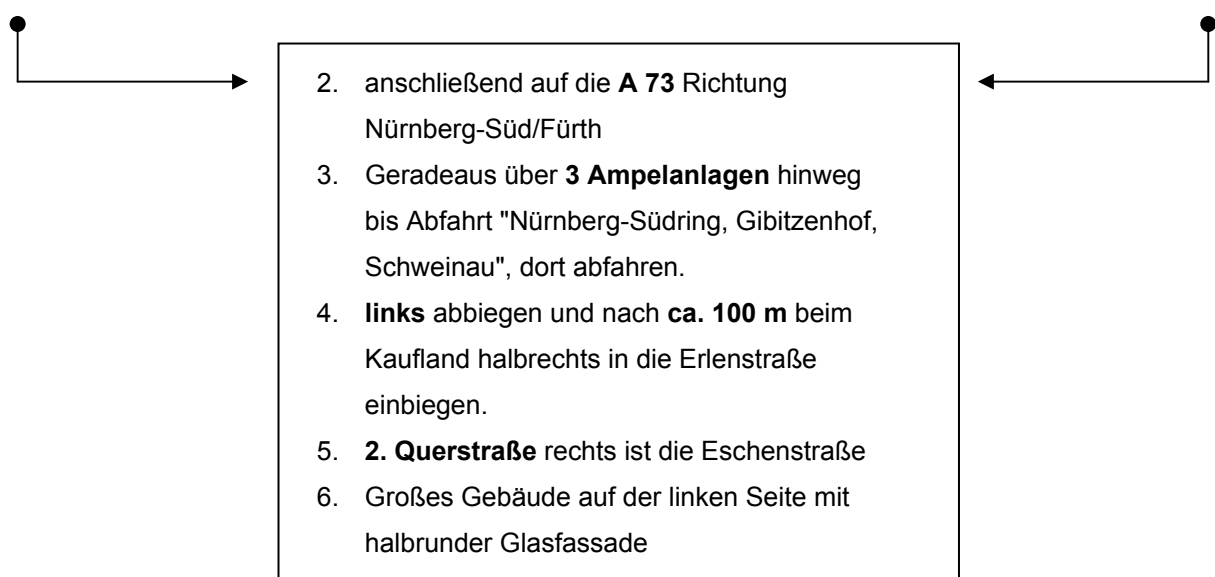 2. anschließend auf die A 73 Richtung
Nürnberg-Süd/Fürth
3. Geradeaus über 3 Ampelanlagen hinweg
bis Abfahrt "Nürnberg-Südring, Gibitzenhof,
Schweinau", dort abfahren.
4. links abbiegen und nach ca. 100 m beim
Kaufland halbrechts in die Erlenstraße
einbiegen.
5. 2. Querstraße rechts ist die Eschenstraße
6. Großes Gebäude auf der linken Seite mit
halbrunder Glasfassade